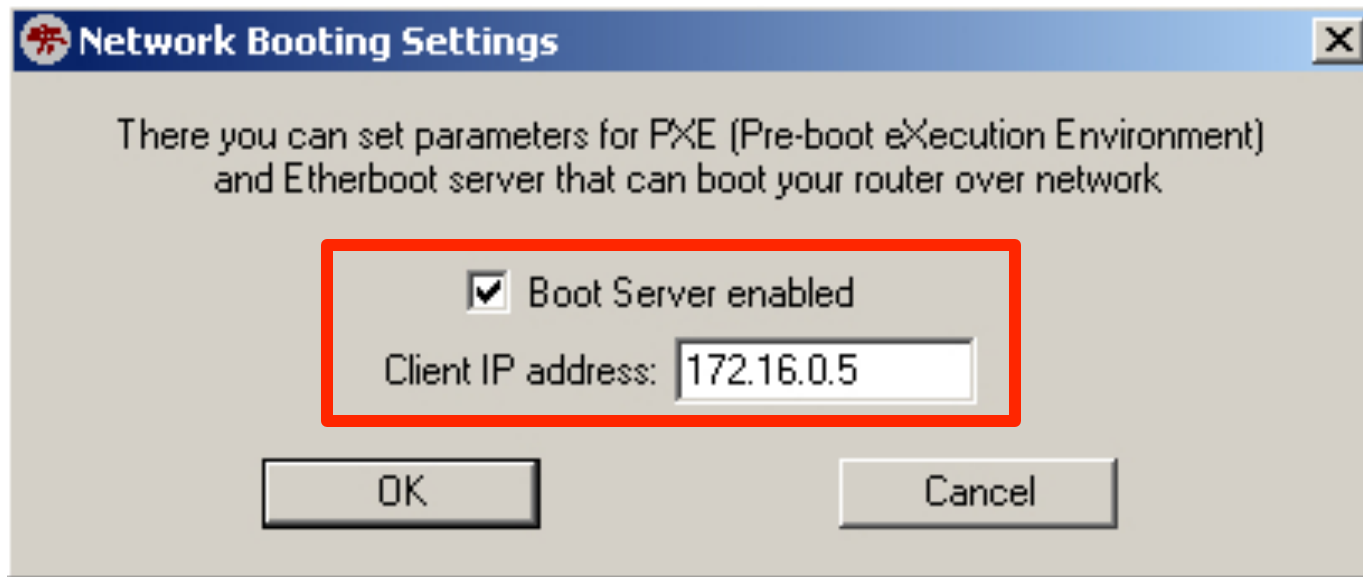 Network Booting Settings
There you can set parameters for PXE (Pre-boot eXecution Environment)
and Etherboot server that can boot your router over network
Boot Server enabled
Client IP address: 172.16.0.5
OK Cancel